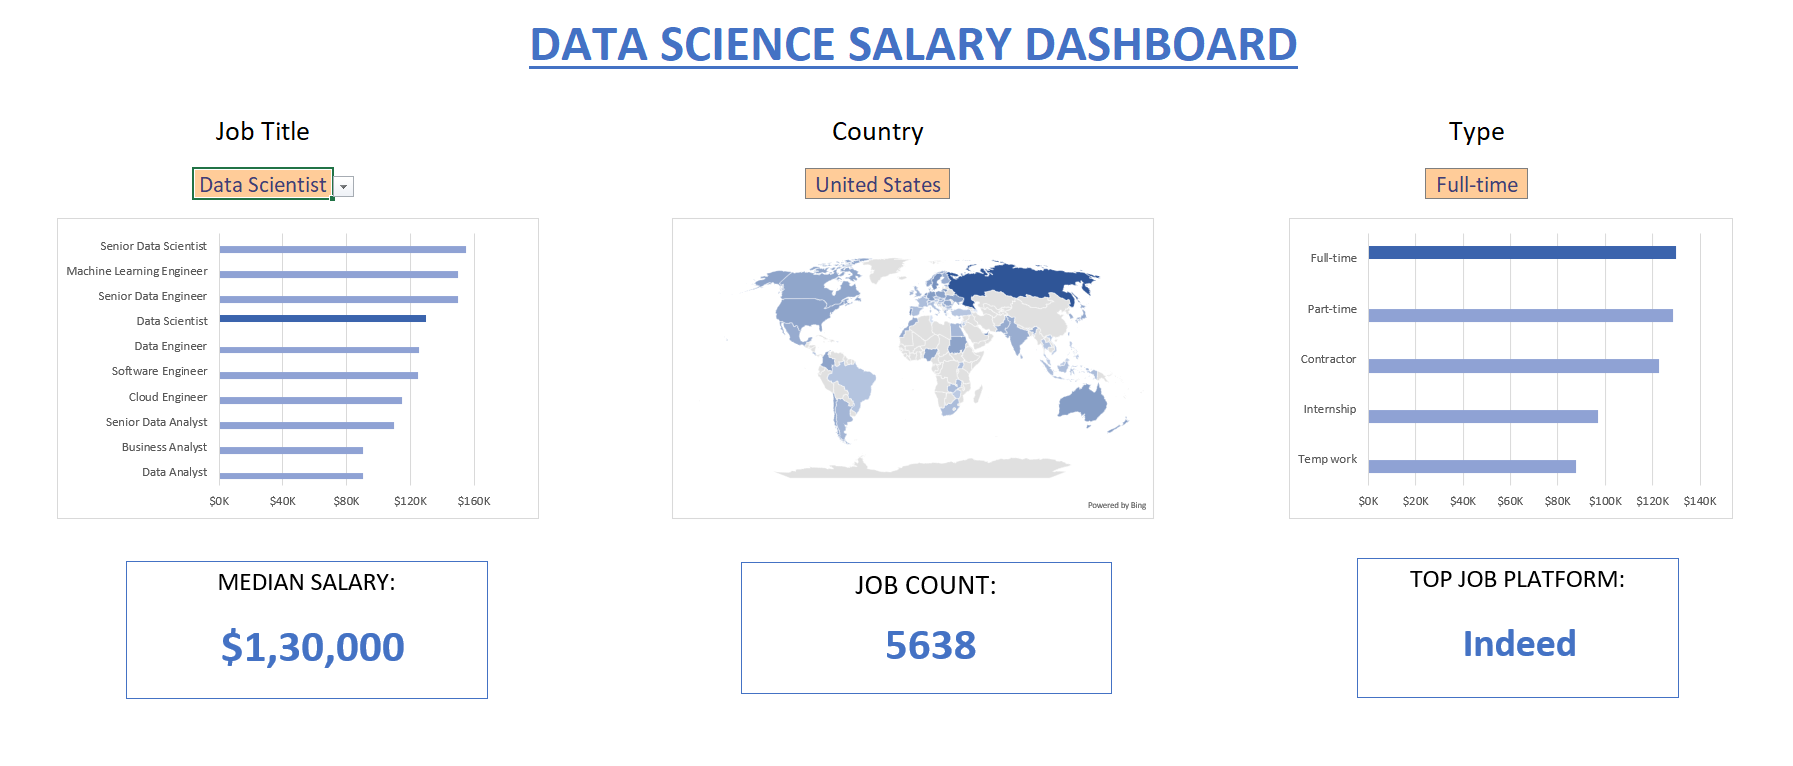 DATA SCIENCE SALARY DASHBOARD
Job Title
Data Scientist
Senior Data Scientist
Machine Learning Engineer
Senior Data Engineer
Data Scientist
Data Engineer
Software Engineer
Cloud Engineer
Senior Data Analyst
Business Analyst
Data Analyst
$0K $40K $80K $120K $160K
Country
United States
Powered by Bing
Type
Full-time
Full-time
Part-time
Contractor
Internship
Temp work
$0K $20K $40K $60K $80K $100K $120K $140K
MEDIAN SALARY:
$1,30,000
JOB COUNT:
5638
TOP JOB PLATFORM:
Indeed